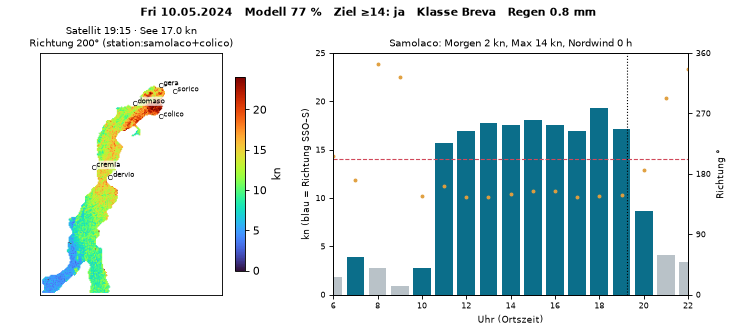 Fri 10.05.2024   Modell 77 %   Ziel ≥14: ja   Klasse Breva   Regen 0.8 mm
Satellit 19:15 · See 17.0 kn
Richtung 200° (station:samolaco+colico)
gera
sorico
domaso
colico
cremia
dervio
20
15
10
5
0
kn
Samolaco: Morgen 2 kn, Max 14 kn, Nordwind 0 h
25
20
15
10
5
0
kn (blau = Richtung SSO–S)
6 8 10 12 14 16 18 20 22
Uhr (Ortszeit)
360
270
180
90
0
Richtung °